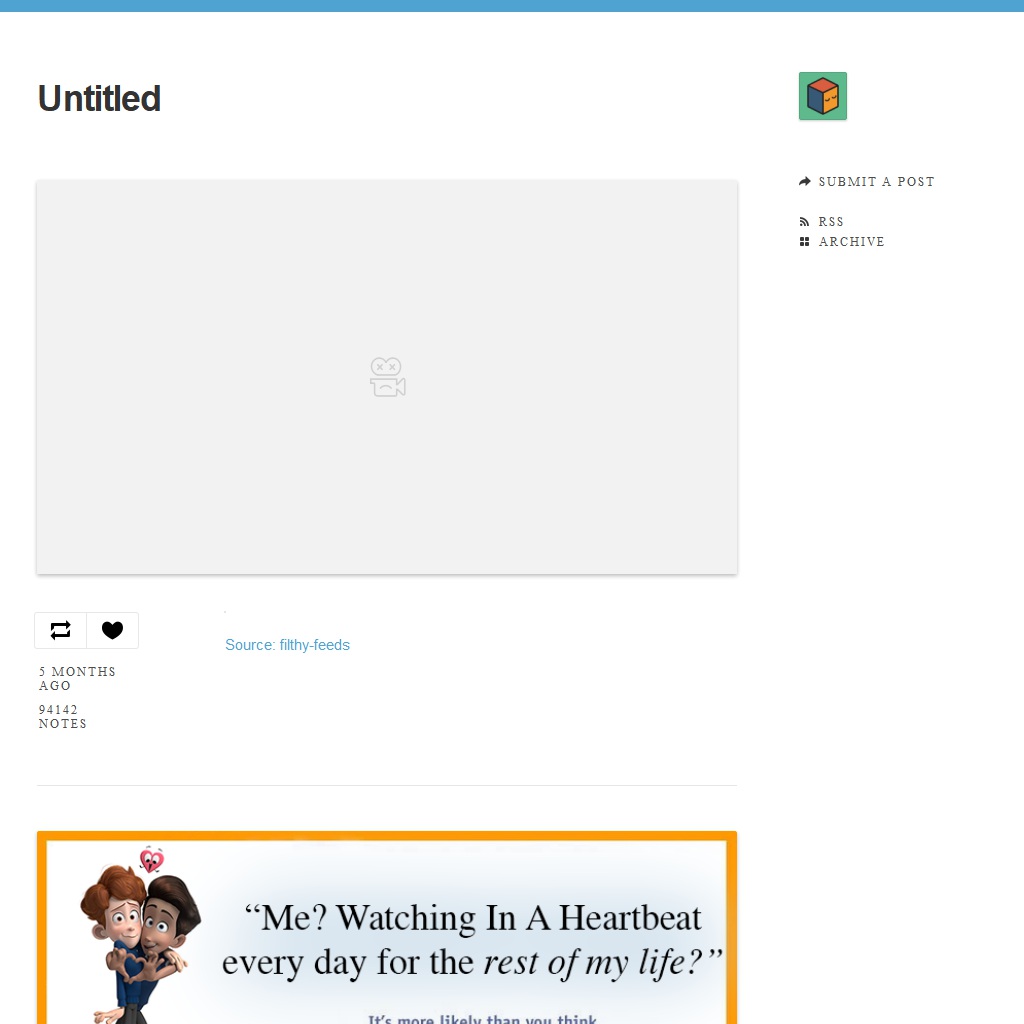 Untitled
SUBMIT A POST
RSS
ARCHIVE
Source: filthy-feeds
5 MONTHS
AGO
94142
NOTES
“Me? Watching In A Heartbeat
every day for the rest of my life?”
It's more likely than you think